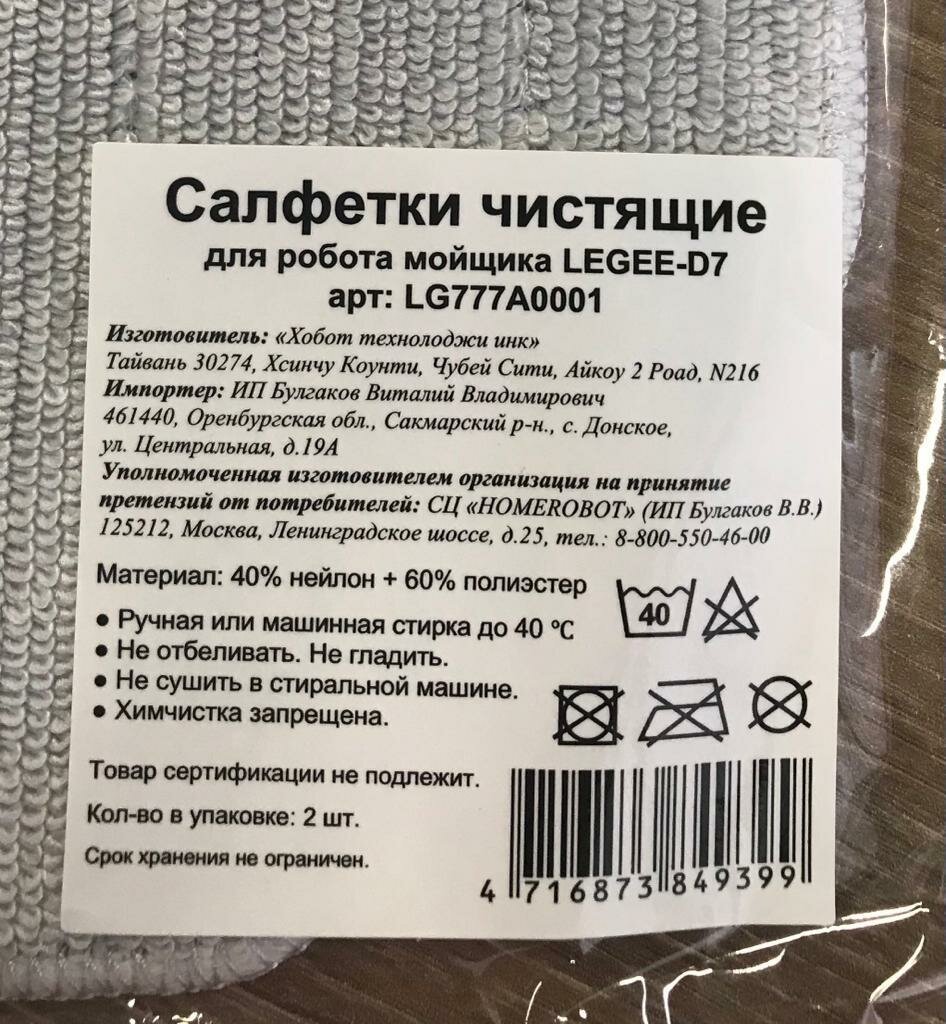 Салфетки чистящие
для робота мойщика LEGEE-D7
арт: LG777A0001
Изготовитель: «Хобот технолоджи инк»
Тайвань 30274, Хсинчу Коунти, Чубей Сити, Айкоу 2 Роад, N216
Импортер: ИП Булгаков Виталий Владимирович
461440, Оренбургская обл., Сакмарский р-н., с. Донское,
ул. Центральная, д.19А
Уполномоченная изготовителем организация на принятие
претензий от потребителей: СЦ «HOMEROBOT» (ИП Булгаков В.В.)
125212, Москва, Ленинградское шоссе, д.25, тел.: 8-800-550-46-00
Материал: 40% нейлон + 60% полиэстер
• Ручная или машинная стирка до 40 °С
• Не отбеливать. Не гладить.
• Не сушить в стиральной машине.
• Химчистка запрещена.
40
Товар сертификации не подлежит.
Кол-во в упаковке: 2 шт.
Срок хранения не ограничен.
4 716873 849399